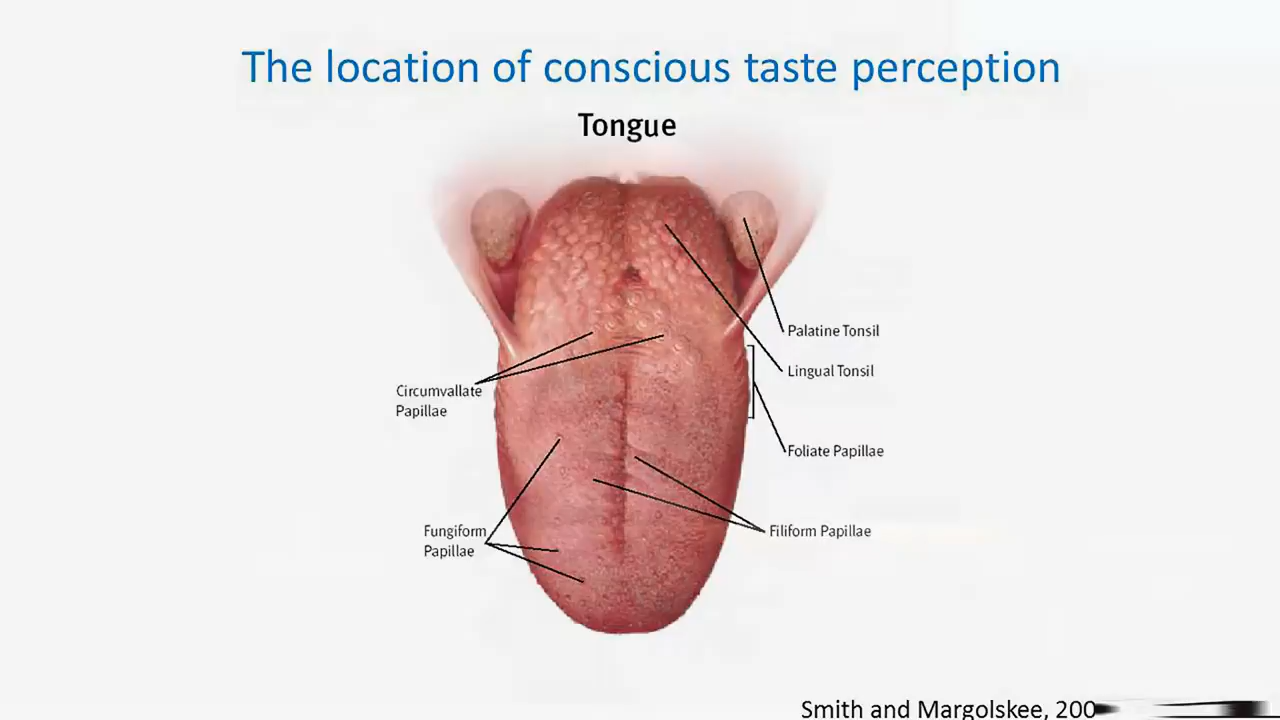 The location of conscious taste perception
Tongue
Palatine Tonsil
Lingual Tonsil
Circumvallate
Papillae
Foliate Papillae
Fungiform
Papillae
Filiform Papillae
Smith and Margolskee, 200